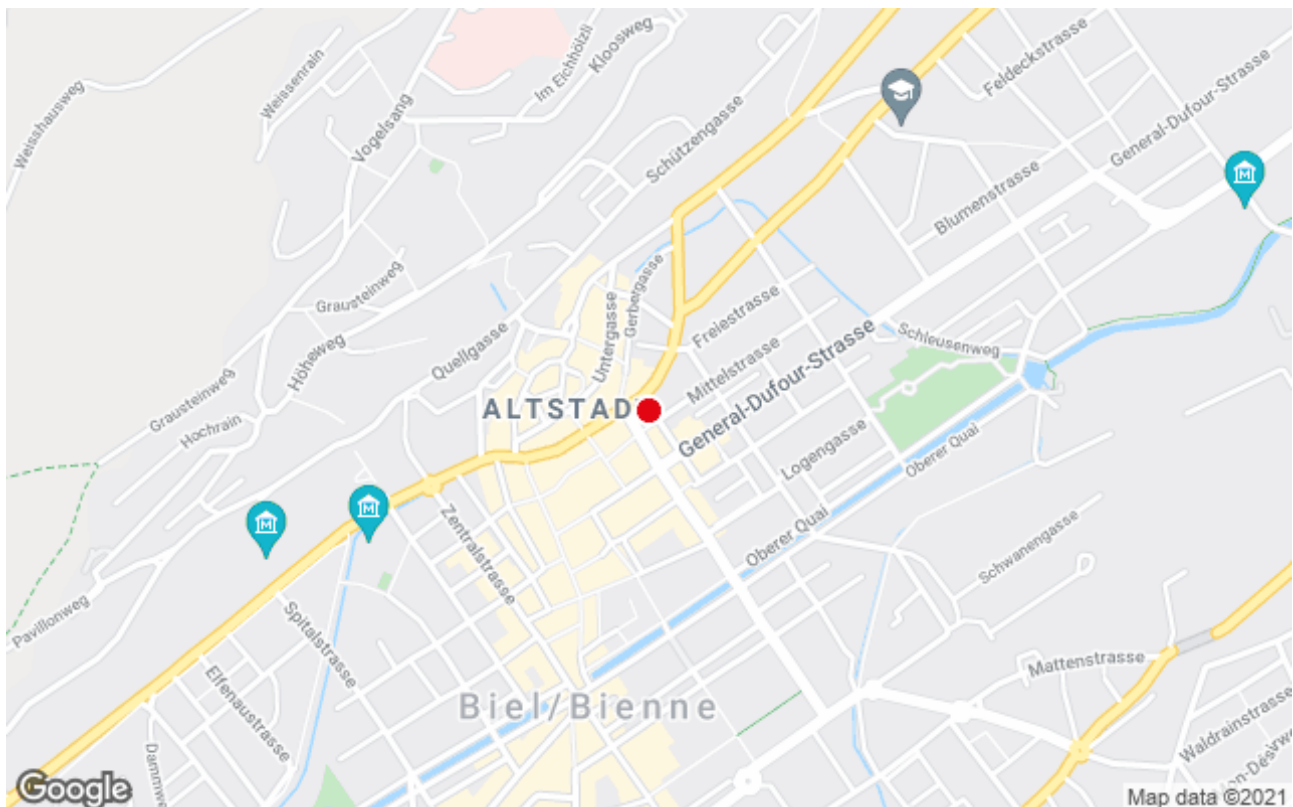 Weisshausweg
Weissenrain
Vogelsang
Im Eichhölzli
Kloosweg
Schützengasse
Feldeckstrasse
General-Dufour-Strasse
Blumenstrasse
Grausteinweg
Höheweg
Quellgasse
Untergasse
Gerbergasse
Freiestrasse
Mittelstrasse
General-Dufour-Strasse
Schleusenweg
Grausteinweg
Hochrain
ALTSTAD
Logengasse
Oberer Quai
Oberer Quai
Schwanengasse
Zentralstrasse
Pavillonweg
Spitalstrasse
Elfenaustrasse
Mattenstrasse
Biel/Bienne
Waldrainstrasse
Dammweg
Google
Map data ©2021